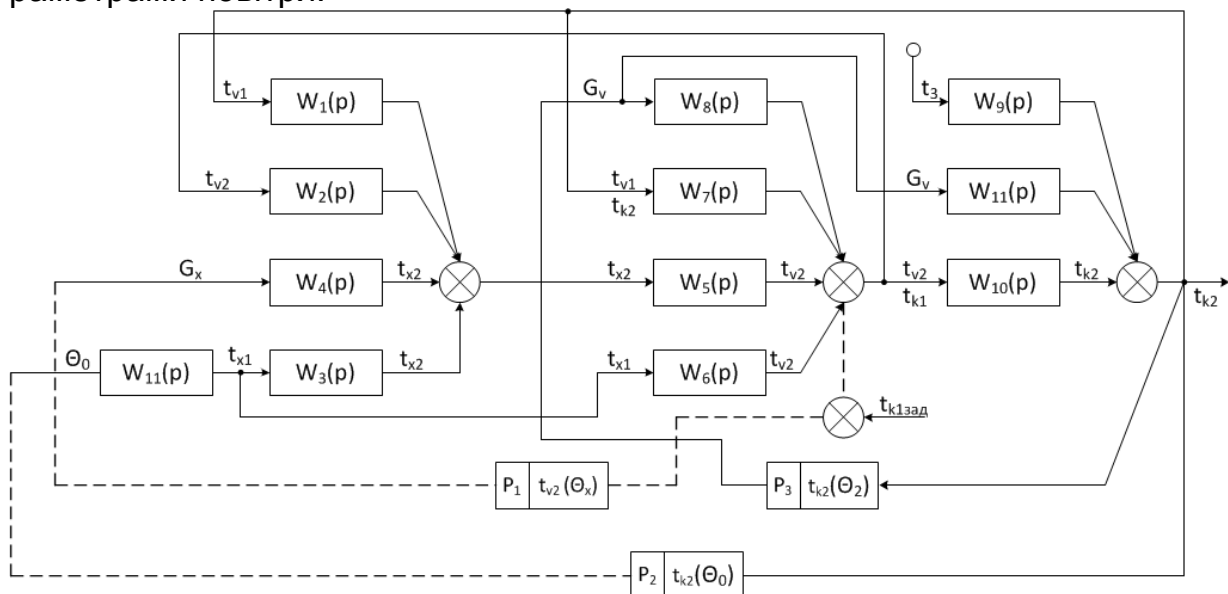 t_v1 W_1(p) G_v W_8(p) t_3 W_9(p)
t_v2 W_2(p) t_v1 W_7(p) G_v W_11(p)
t_k2
G_x W_4(p) t_x2 t_x2 W_5(p) t_v2 t_v2 W_10(p) t_k2
t_k1 t_k2
Θ_0 W_11(p) t_x1 W_3(p) t_x2 t_x1 W_6(p) t_v2
t_k1зад
P_1 t_v2(Θ_x) P_3 t_k2(Θ_2)
P_2 t_k2(Θ_0)